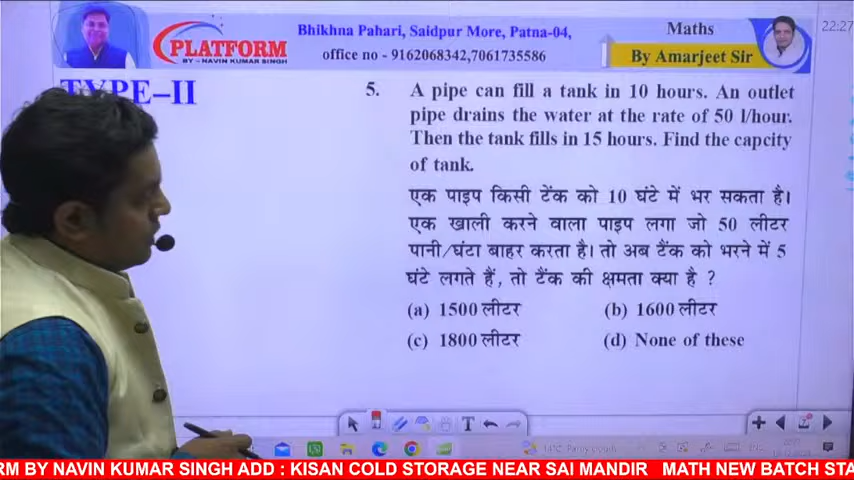 Bhikhna Pahari, Saidpur More, Patna-04,
office no - 9162068342,7061735586
PLATFORM
BY - NAVIN KUMAR SINGH
Maths
By Amarjeet Sir
22:27
TYPE–II
5. A pipe can fill a tank in 10 hours. An outlet
pipe drains the water at the rate of 50 l/hour.
Then the tank fills in 15 hours. Find the capcity
of tank.
एक पाइप किसी टेंक को 10 घंटे में भर सकता है।
एक खाली करने वाला पाइप लगा जो 50 लीटर
पानी/घंटा बाहर करता है। तो अब टैंक को भरने में 5
घंटे लगते हैं, तो टैंक की क्षमता क्या है ?
(a) 1500 लीटर (b) 1600 लीटर
(c) 1800 लीटर (d) None of these
RM BY NAVIN KUMAR SINGH ADD : KISAN COLD STORAGE NEAR SAI MANDIR MATH NEW BATCH STA